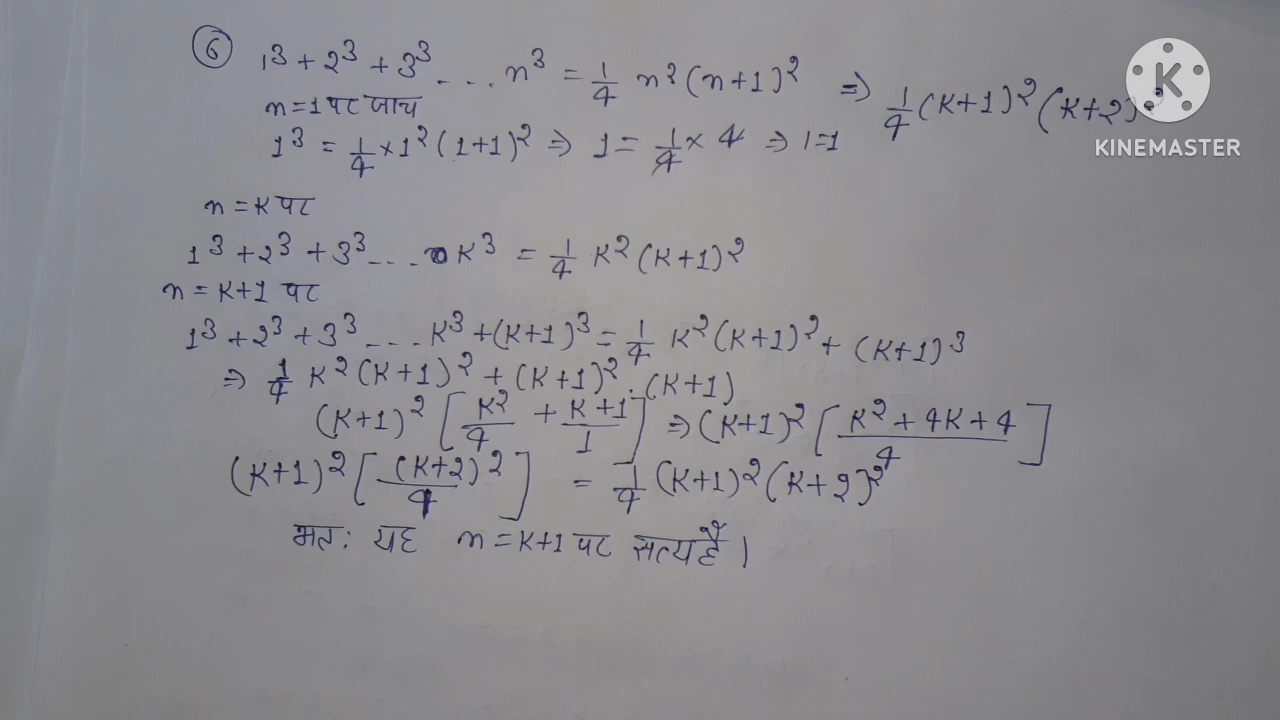 ⑥ 1³ + 2³ + 3³ - ... n³ = 1/4 n²(n+1)² ⇒ 1/4 (K+1)²(K+2)²
n=1 पर जाच
1³ = 1/4 × 1²(1+1)² ⇒ 1 = 1/4 × 4 ⇒ 1=1
n = K पर
1³ + 2³ + 3³ - ... K³ = 1/4 K²(K+1)²
n = K+1 पर
1³ + 2³ + 3³ - ... K³ + (K+1)³ = 1/4 K²(K+1)² + (K+1)³
⇒ 1/4 K²(K+1)² + (K+1)².(K+1)
(K+1)² [K²/4 + K+1/1] ⇒ (K+1)² [K² + 4K + 4/4]
(K+1)² [(K+2)²/4] = 1/4 (K+1)²(K+2)²
अतः यह n = K+1 पर सत्य है।
K
KINEMASTER